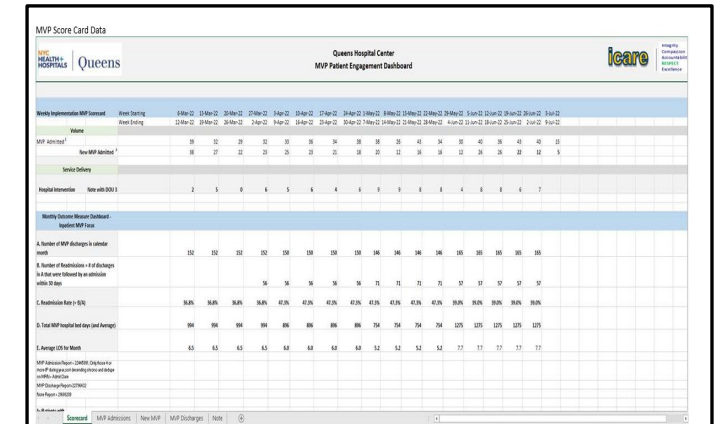 MVP Score Card Data
NYC
HEALTH+
HOSPITALS
Queens
Queens Hospital Center
MVP Patient Engagement Dashboard
icare
Integrity
Compassion
Accountability
Respect
Excellence
Weekly Implementation MVP Scorecard Week Starting 6-Mar-22 13-Mar-22 20-Mar-22 27-Mar-22 3-Apr-22 10-Apr-22 17-Apr-22 24-Apr-22 1-May-22 8-May-22 15-May-22 22-May-22 29-May-22 5-Jun-22 12-Jun-22 19-Jun-22 26-Jun-22 3-Jul-22
Week Ending 12-Mar-22 19-Mar-22 26-Mar-22 2-Apr-22 9-Apr-22 16-Apr-22 23-Apr-22 30-Apr-22 7-May-22 14-May-22 21-May-22 28-May-22 4-Jun-22 11-Jun-22 18-Jun-22 25-Jun-22 2-Jul-22 9-Jul-22
Volume
MVP Admitted 39 32 29 32 33 36 34 38 38 26 43 34 30 40 36 43 40 15
New MVP Admitted 38 27 22 23 25 23 21 18 20 12 16 16 12 26 26 22 12 5
Service Delivery
Hospital Intervention Note with DOU 3 2 5 0 6 5 6 4 6 9 9 8 8 4 8 8 6 7
Monthly Outcome Measure Dashboard -
Inpatient MVP Focus
A. Number of MVP discharges in calendar
month 152 152 152 152 150 150 150 150 146 146 146 146 165 165 165 165 165
B. Number of Readmissions = # of discharges
in A that were followed by an admission
within 30 days 56 56 56 56 56 71 71 71 71 57 57 57 57 57
C. Readmission Rate (= B/A) 36.8% 36.8% 36.8% 36.8% 47.3% 47.3% 47.3% 47.3% 47.3% 47.3% 47.3% 47.3% 39.0% 39.0% 39.0% 39.0% 39.0%
D. Total MVP hospital bed days (and Average) 994 994 994 994 896 896 896 896 754 754 754 754 1275 1275 1275 1275 1275
E. Average LOS for Month 6.5 6.5 6.5 6.5 6.0 6.0 6.0 6.0 5.2 5.2 5.2 5.2 7.7 7.7 7.7 7.7 7.7
MVP Discharge Report=
Note Report =
Scorecard MVP Admissions New MVP MVP Discharges Note